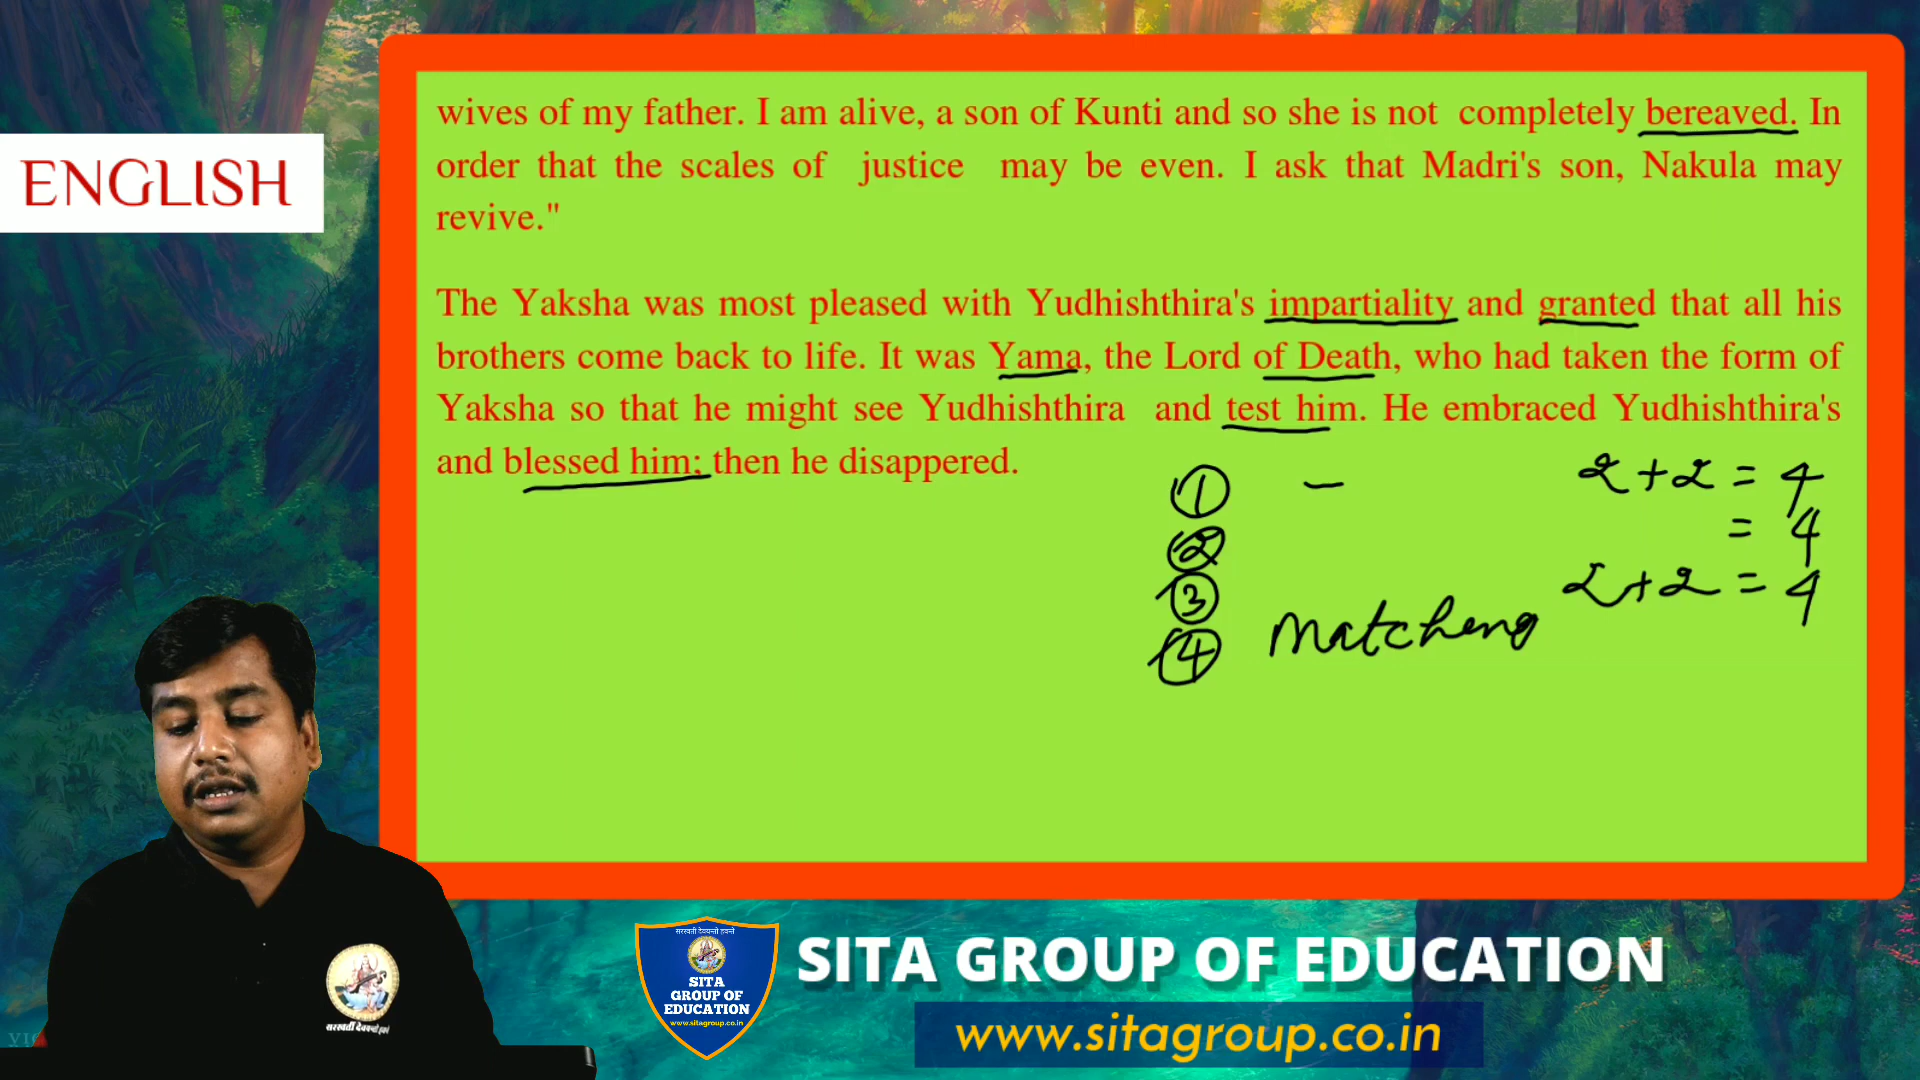 wives of my father. I am alive, a son of Kunti and so she is not completely bereaved. In
order that the scales of justice may be even. I ask that Madri's son, Nakula may
revive."
ENGLISH
The Yaksha was most pleased with Yudhishthira's impartiality and granted that all his
brothers come back to life. It was Yama, the Lord of Death, who had taken the form of
Yaksha so that he might see Yudhishthira and test him. He embraced Yudhishthira's
and blessed him; then he disappered.
1 - 2+2=4
2 =4
3 2+2=4
4 Matcheng
SITA
GROUP OF
EDUCATION
www.sitagroup.co.in
SITA GROUP OF EDUCATION
www.sitagroup.co.in